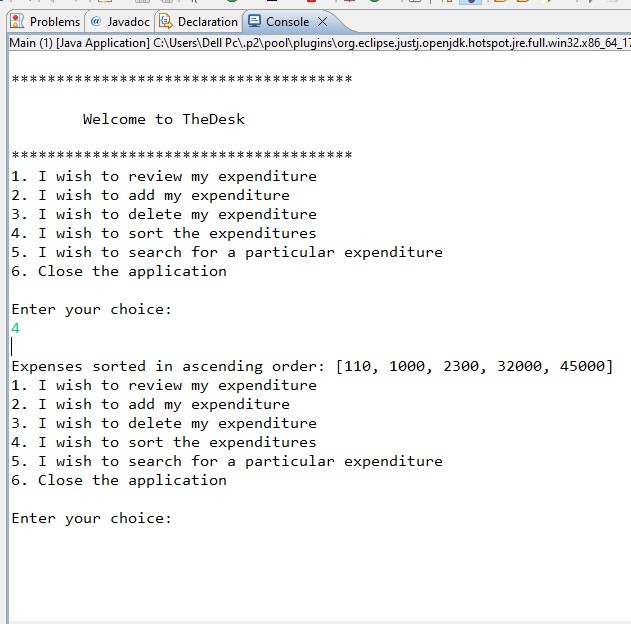 Problems @ Javadoc Declaration Console
Main (1) [Java Application] C:\Users\Dell Pc\.p2\pool\plugins\org.eclipse.justj.openjdk.hotspot.jre.full.win32.x86_64_17
**************************************
Welcome to TheDesk
**************************************
1. I wish to review my expenditure
2. I wish to add my expenditure
3. I wish to delete my expenditure
4. I wish to sort the expenditures
5. I wish to search for a particular expenditure
6. Close the application
Enter your choice:
4
Expenses sorted in ascending order: [110, 1000, 2300, 32000, 45000]
1. I wish to review my expenditure
2. I wish to add my expenditure
3. I wish to delete my expenditure
4. I wish to sort the expenditures
5. I wish to search for a particular expenditure
6. Close the application
Enter your choice: